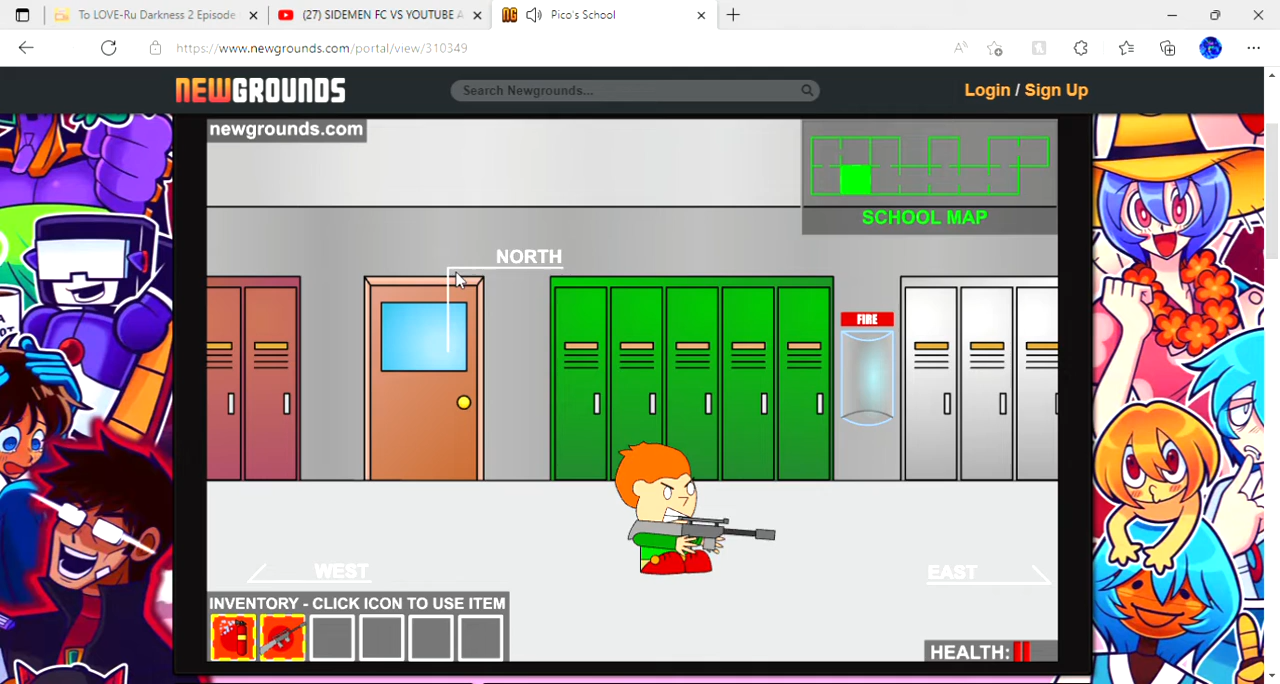 To LOVE-Ru Darkness 2 Episode
(27) SIDEMEN FC VS YOUTUBE A
NG
Pico's School
https://www.newgrounds.com/portal/view/310349
NEWGROUNDS
Search Newgrounds...
Login / Sign Up
newgrounds.com
SCHOOL MAP
NORTH
FIRE
WEST
EAST
INVENTORY - CLICK ICON TO USE ITEM
HEALTH: